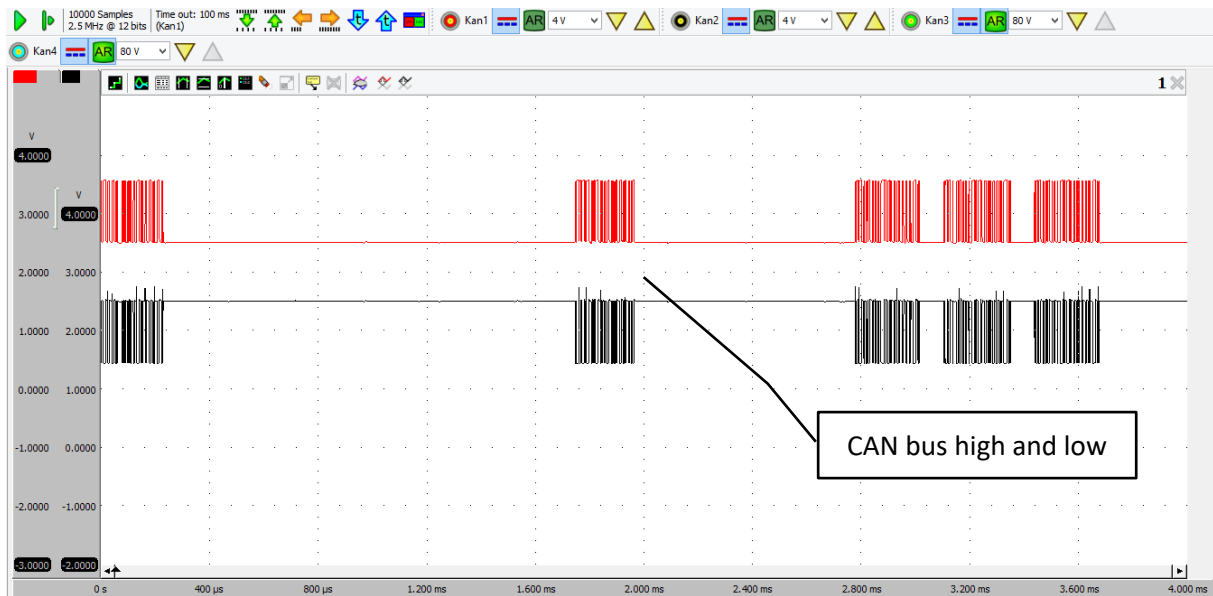 10000 Samples
2.5 MHz @ 12 bits
Time out: 100 ms
(Kan1)
Kan1 AR 4 V
Kan2 AR 4 V
Kan3 AR 80 V
Kan4 AR 80 V
1
V
4.0000
V
3.0000 4.0000
2.0000 3.0000
1.0000 2.0000
0.0000 1.0000
-1.0000 0.0000
-2.0000 -1.0000
-3.0000 -2.0000
CAN bus high and low
0 s 400 µs 800 µs 1.200 ms 1.600 ms 2.000 ms 2.400 ms 2.800 ms 3.200 ms 3.600 ms 4.000 ms